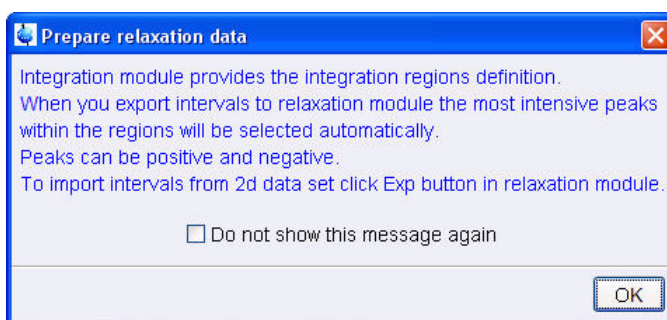 Prepare relaxation data
Integration module provides the integration regions definition.
When you export intervals to relaxation module the most intensive peaks
within the regions will be selected automatically.
Peaks can be positive and negative.
To import intervals from 2d data set click Exp button in relaxation module.
Do not show this message again
OK